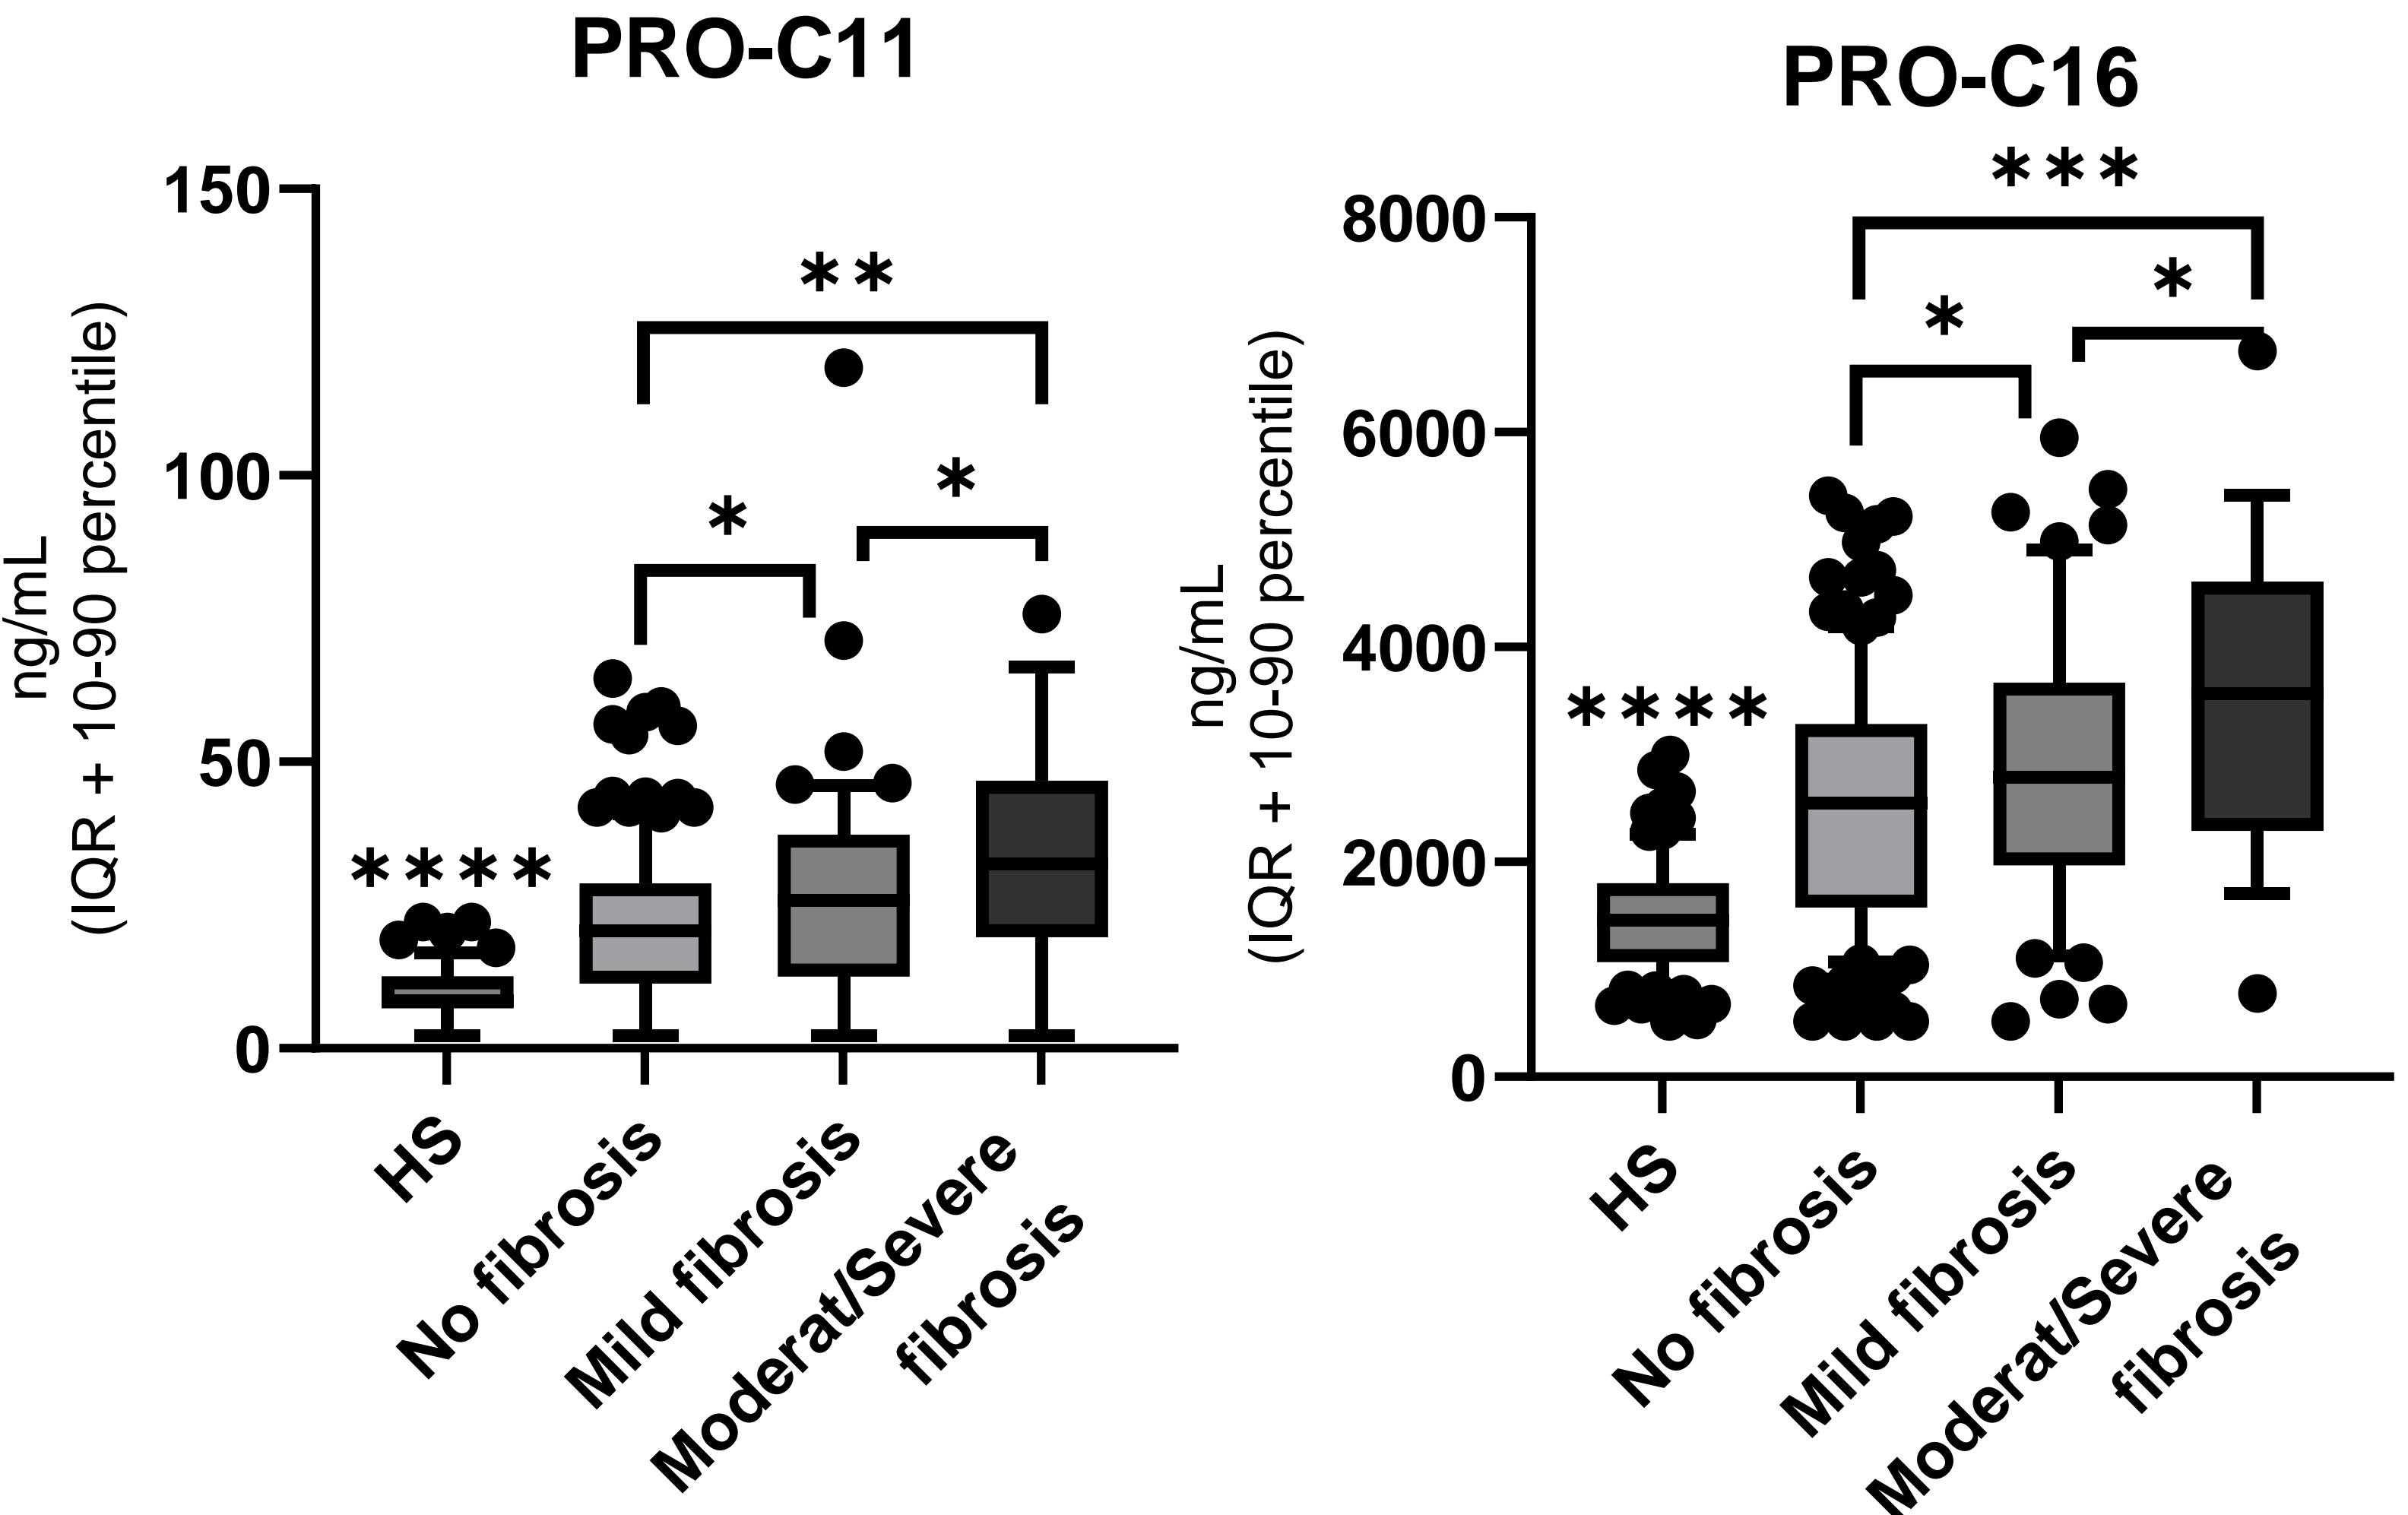 PRO-C11
ng/mL
(IQR + 10-90 percentile)
150
100
50
0
**
*
*
****
HS
No fibrosis
Mild fibrosis
Moderat/Severe
fibrosis
PRO-C16
ng/mL
(IQR + 10-90 percentile)
8000
6000
4000
2000
0
***
*
*
****
HS
No fibrosis
Mild fibrosis
Moderat/Severe
fibrosis